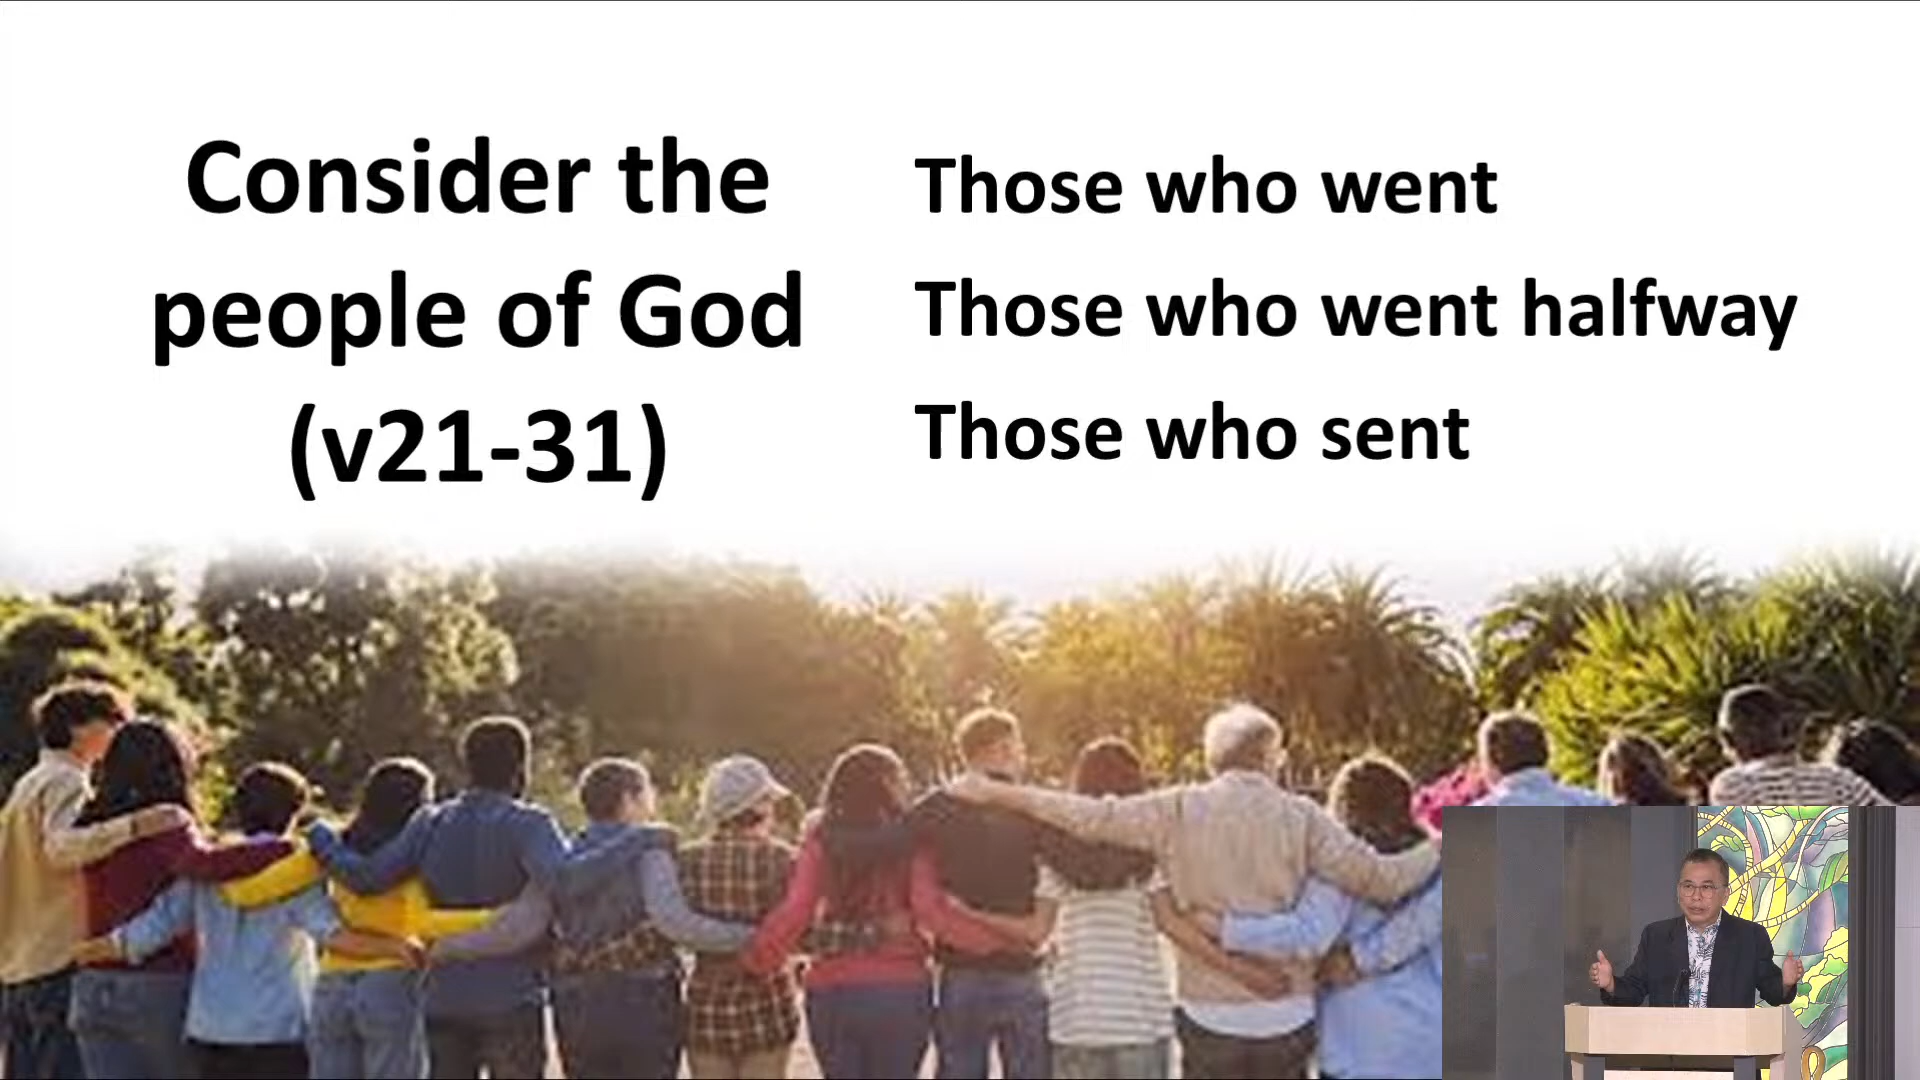 Consider the
people of God
(v21-31)
Those who went
Those who went halfway
Those who sent